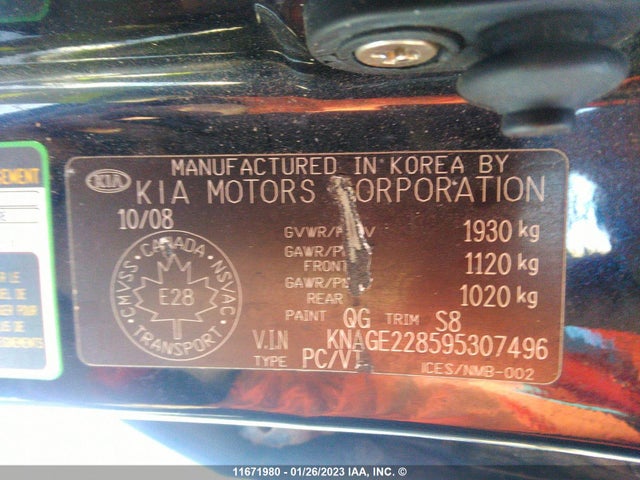 KIA
MANUFACTURED IN KOREA BY
KIA MOTORS CORPORATION
10/08
GVWR/P V 1930 kg
GAWR/P
FRONT 1120 kg
GAWR/P
REAR 1020 kg
PAINT QG TRIM S8
V.I.N KNAGE228595307496
TYPE PC/V
ICES/NMB-002
CANADA
CMVSS NSVAC
E28
TRANSPORT
11671980 - 01/26/2023 IAA, INC. ©